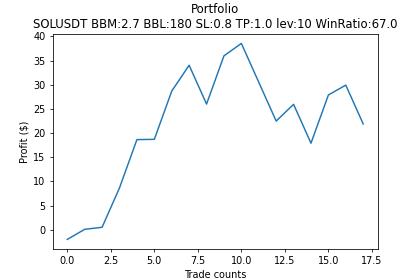 Portfolio
SOLUSDT BBM:2.7 BBL:180 SL:0.8 TP:1.0 lev:10 WinRatio:67.0
40
35
30
25
20
15
10
5
0
Profit ($)
0.0 2.5 5.0 7.5 10.0 12.5 15.0 17.5
Trade counts